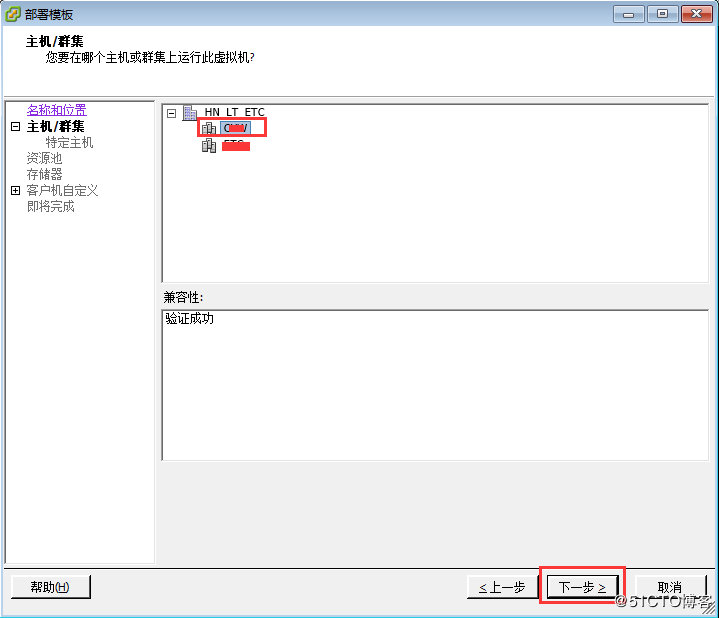 部署模板
主机/群集
您要在哪个主机或群集上运行此虚拟机?
名称和位置
主机/群集
特定主机
资源池
存储器
客户机自定义
即将完成
HN_LT_ETC
兼容性:
验证成功
帮助(H)
< 上一步
下一步 >
取消
@51CTO博客